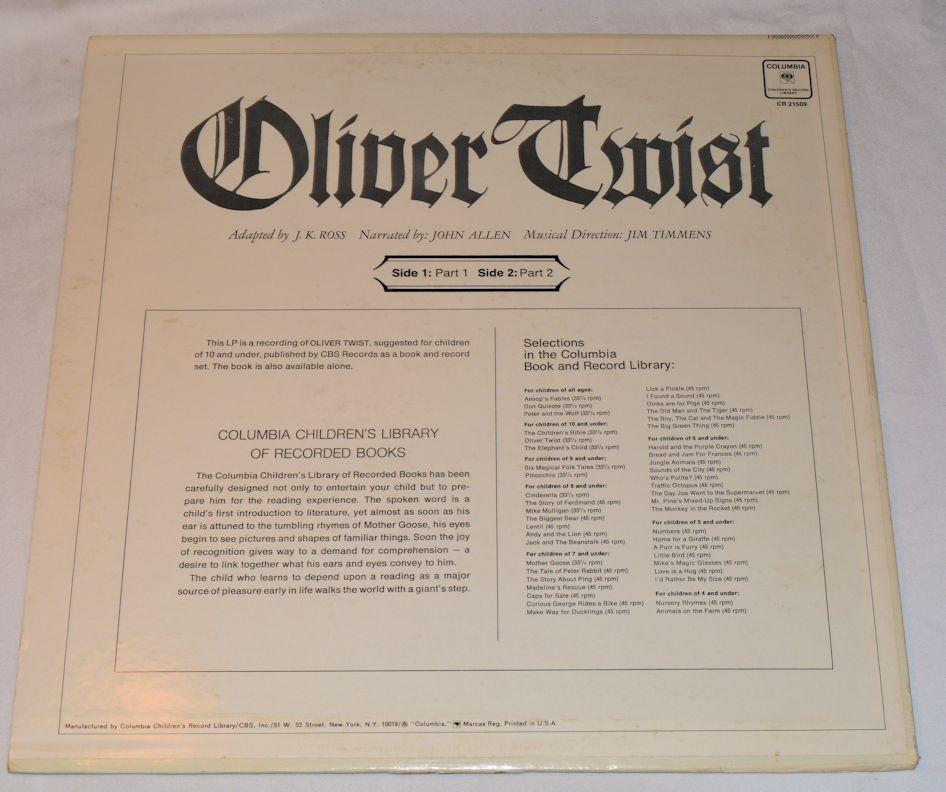 COLUMBIA
CHILDREN'S RECORD
LIBRARY
CR 21509
Oliver Twist
Adapted by J. K. ROSS Narrated by: JOHN ALLEN Musical Direction: JIM TIMMENS
Side 1: Part 1 Side 2: Part 2
This LP is a recording of OLIVER TWIST, suggested for children
of 10 and under, published by CBS Records as a book and record
set. The book is also available alone.
COLUMBIA CHILDREN'S LIBRARY
OF RECORDED BOOKS
The Columbia Children's Library of Recorded Books has been
carefully designed not only to entertain your child but to pre-
pare him for the reading experience. The spoken word is a
child's first introduction to literature, yet almost as soon as his
ear is attuned to the tumbling rhymes of Mother Goose, his eyes
begin to see pictures and shapes of familiar things. Soon the joy
of recognition gives way to a demand for comprehension — a
desire to link together what his ears and eyes convey to him.
The child who learns to depend upon a reading as a major
source of pleasure early in life walks the world with a giant's step.
Selections
in the Columbia
Book and Record Library:
For children of all ages:
Aesop's Fables (33⅓ rpm)
Don Quixote (33⅓ rpm)
Peter and the Wolf (33⅓ rpm)
For children of 10 and under:
The Children's Bible (33⅓ rpm)
Oliver Twist (33⅓ rpm)
The Elephant's Child (33⅓ rpm)
For children of 9 and under:
Six Magical Folk Tales (33⅓ rpm)
Pinocchio (33⅓ rpm)
For children of 8 and under:
Cinderella (33⅓ rpm)
The Story of Ferdinand (45 rpm)
Mike Mulligan (33⅓ rpm)
The Biggest Bear (45 rpm)
Lentil (45 rpm)
Andy and the Lion (45 rpm)
Jack and The Beanstalk (45 rpm)
For children of 7 and under:
Mother Goose (33⅓ rpm)
The Tale of Peter Rabbit (45 rpm)
The Story About Ping (45 rpm)
Madeline's Rescue (45 rpm)
Caps for Sale (45 rpm)
Curious George Rides a Bike (45 rpm)
Make Way for Ducklings (45 rpm)
Lick a Pickle (45 rpm)
I Found a Sound (45 rpm)
Oinks are for Pigs (45 rpm)
The Old Man and The Tiger (45 rpm)
The Boy, The Cat and The Magic Fiddle (45 rpm)
The Big Green Thing (45 rpm)
For children of 6 and under:
Harold and the Purple Crayon (45 rpm)
Bread and Jam For Frances (45 rpm)
Jungle Animals (45 rpm)
Sounds of the City (45 rpm)
Who's Polite? (45 rpm)
Traffic Octopus (45 rpm)
The Day Joe Went to the Supermarket (45 rpm)
Mr. Pine's Mixed-Up Signs (45 rpm)
The Monkey in the Rocket (45 rpm)
For children of 5 and under:
Numbers (45 rpm)
Home for a Giraffe (45 rpm)
A Purr is Furry (45 rpm)
Little Bird (45 rpm)
Mike's Magic Glasses (45 rpm)
Love is a Hug (45 rpm)
I'd Rather Be My Size (45 rpm)
For children of 4 and under:
Nursery Rhymes (45 rpm)
Animals on the Farm (45 rpm)
Manufactured by Columbia Children's Record Library/CBS, Inc./51 W. 52 Street, New York, N.Y. 10019/® "Columbia," Marcas Reg. Printed in U.S.A.